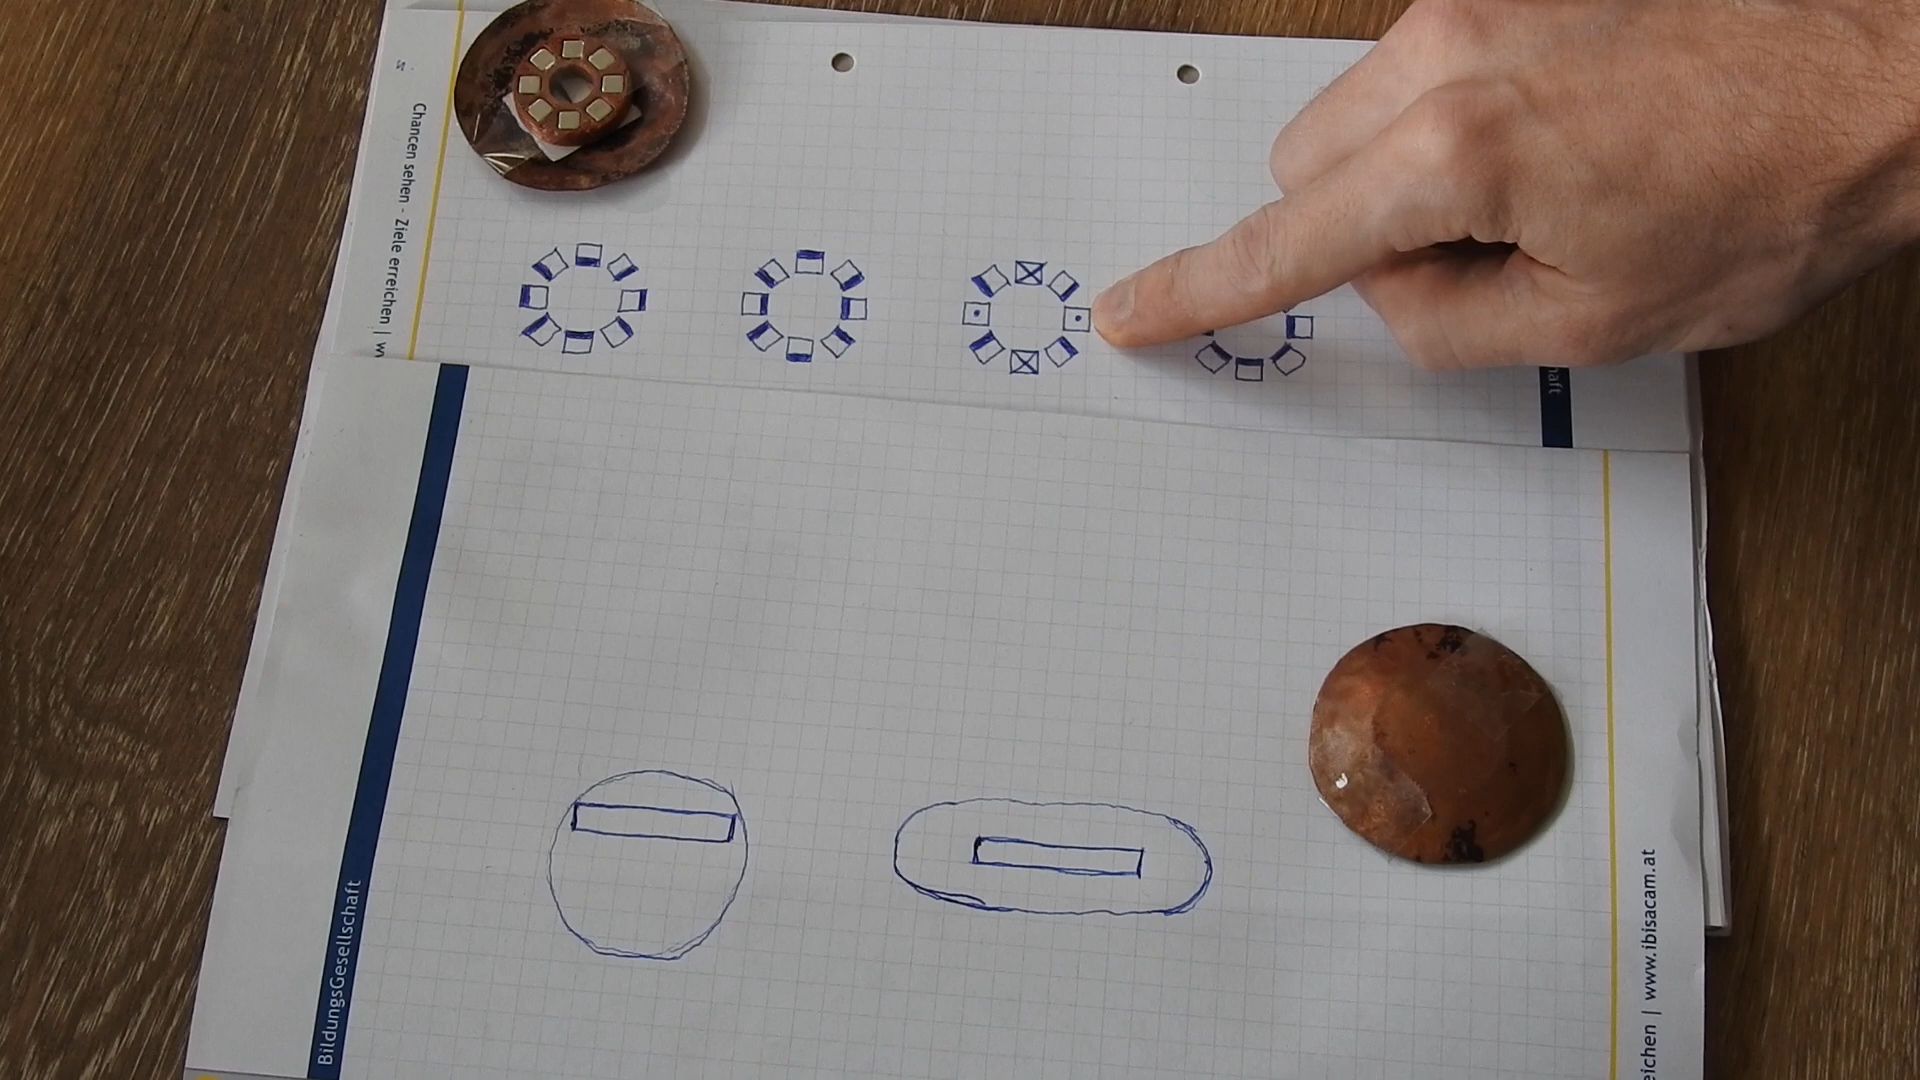 Chancen sehen - Ziele erreichen | w
haft
BildungsGesellschaft
eichen | www.ibisacam.at